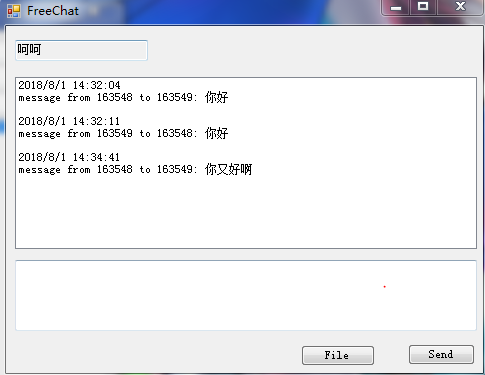 FreeChat
呵呵
2018/8/1 14:32:04
message from 163548 to 163549: 你好
2018/8/1 14:32:11
message from 163549 to 163548: 你好
2018/8/1 14:34:41
message from 163548 to 163549: 你又好啊
File
Send